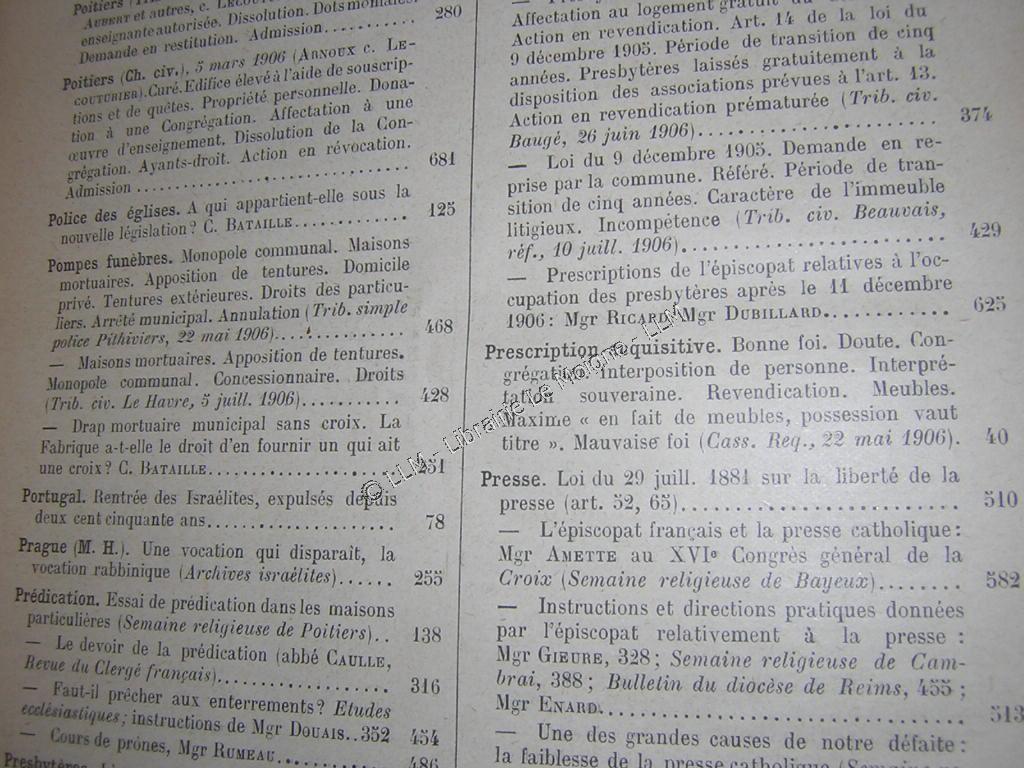 Poitiers
AUBERT et autres, c.
enseignante autorisée. Dissolution. Dots moniales.
Demande en restitution. Admission........ 280
Poitiers (Ch. civ.), 5 mars 1906 (ARNOUX c. LE-
COUTURIER). Curé. Edifice élevé à l'aide de souscrip-
tions et de quêtes. Propriété personnelle. Dona-
tion à une Congrégation. Affectation à une
œuvre d'enseignement. Dissolution de la Con-
grégation. Ayants-droit. Action en révocation.
Admission............................ 681
Police des églises. A qui appartient-elle sous la
nouvelle législation? C. BATAILLE............ 125
Pompes funèbres. Monopole communal. Maisons
mortuaires. Apposition de tentures. Domicile
privé. Tentures extérieures. Droits des particu-
liers. Arrêté municipal. Annulation (Trib. simple
police Pithiviers, 22 mai 1906)............. 468
— Maisons mortuaires. Apposition de tentures.
Monopole communal. Concessionnaire. Droits
(Trib. civ. Le Havre, 5 juill. 1906)........... 428
— Drap mortuaire municipal sans croix. La
Fabrique a-t-elle le droit d'en fournir un qui ait
une croix? C. BATAILLE.................. 251
Portugal. Rentrée des Israélites, expulsés depuis
deux cent cinquante ans.................... 78
Prague (M. H.). Une vocation qui disparaît, la
vocation rabbinique (Archives israélites)...... 255
Prédication. Essai de prédication dans les maisons
particulières (Semaine religieuse de Poitiers).. 138
— Le devoir de la prédication (abbé CAULLE,
Revue du Clergé français).................. 316
— Faut-il prêcher aux enterrements? Etudes
ecclésiastiques; instructions de Mgr DOUAIS..352 454
— Cours de prônes, Mgr RUMEAU............ 486
Affectation au logement gratuit du
Action en revendication. Art. 14 de la loi du
9 décembre 1905. Période de transition de cinq
années. Presbytères laissés gratuitement à la
disposition des associations prévues à l'art. 13.
Action en revendication prématurée (Trib. civ.
Baugé, 26 juin 1906)...................... 374
— Loi du 9 décembre 1905. Demande en re-
prise par la commune. Référé. Période de tran-
sition de cinq années. Caractère de l'immeuble
litigieux. Incompétence (Trib. civ. Beauvais,
réf., 10 juill. 1906)......................... 429
— Prescriptions de l'épiscopat relatives à l'oc-
cupation des presbytères après le 11 décembre
1906: Mgr RICARD, Mgr DUBILLARD............ 625
Prescription acquisitive. Bonne foi. Doute. Con-
grégation. Interposition de personne. Interpré-
tation souveraine. Revendication. Meubles.
Maxime « en fait de meubles, possession vaut
titre ». Mauvaise foi (Cass. Req., 22 mai 1906). 40
Presse. Loi du 29 juill. 1881 sur la liberté de la
presse (art. 52, 65)......................... 510
— L'épiscopat français et la presse catholique:
Mgr AMETTE au XVIe Congrès général de la
Croix (Semaine religieuse de Bayeux)........ 582
— Instructions et directions pratiques données
par l'épiscopat relativement à la presse :
Mgr GIEURE, 328; Semaine religieuse de Cam-
brai, 388; Bulletin du diocèse de Reims, 455;
Mgr ENARD............................... 513
— Une des grandes causes de notre défaite:
la faiblesse de la presse catholique (Semaine
© LLM - Librairie Le Moigne - LLM